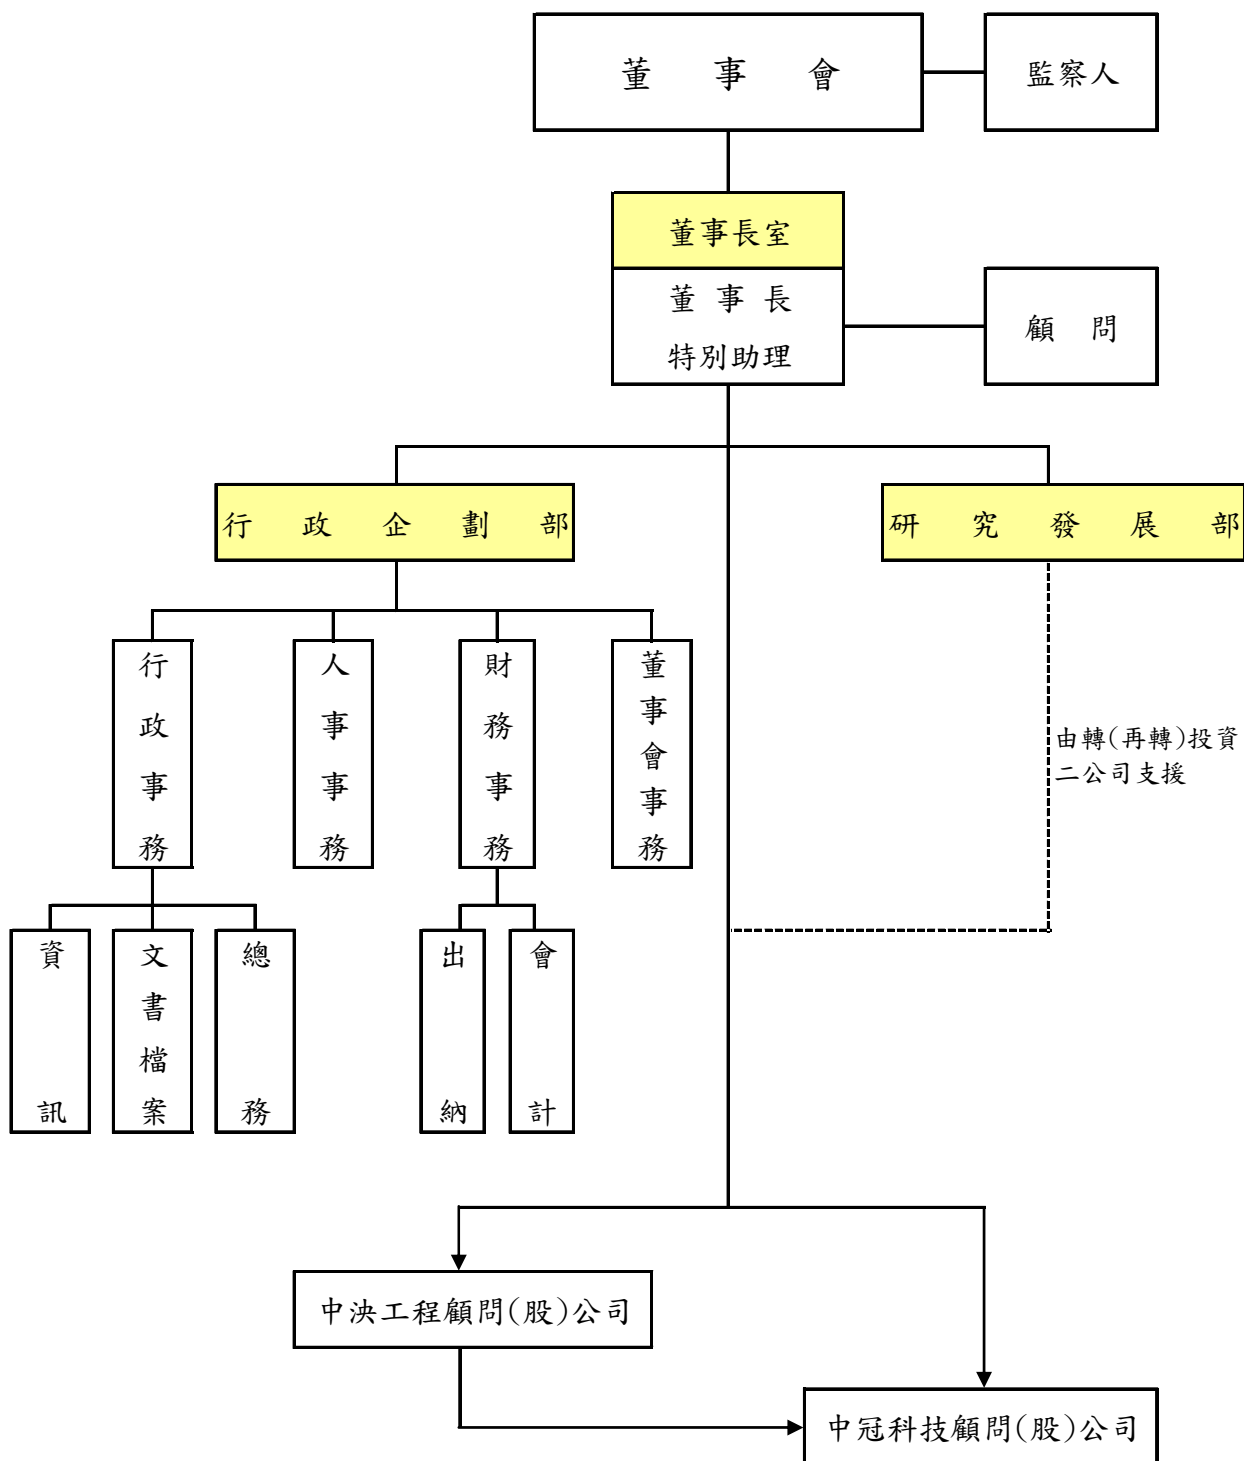 董事會
監察人
董事長室
董事長
特別助理
顧問
行政企劃部
研究發展部
行政事務
人事事務
財務事務
董事會事務
由轉(再轉)投資
二公司支援
資訊
文書檔案
總務
出納
會計
中泱工程顧問(股)公司
中冠科技顧問(股)公司